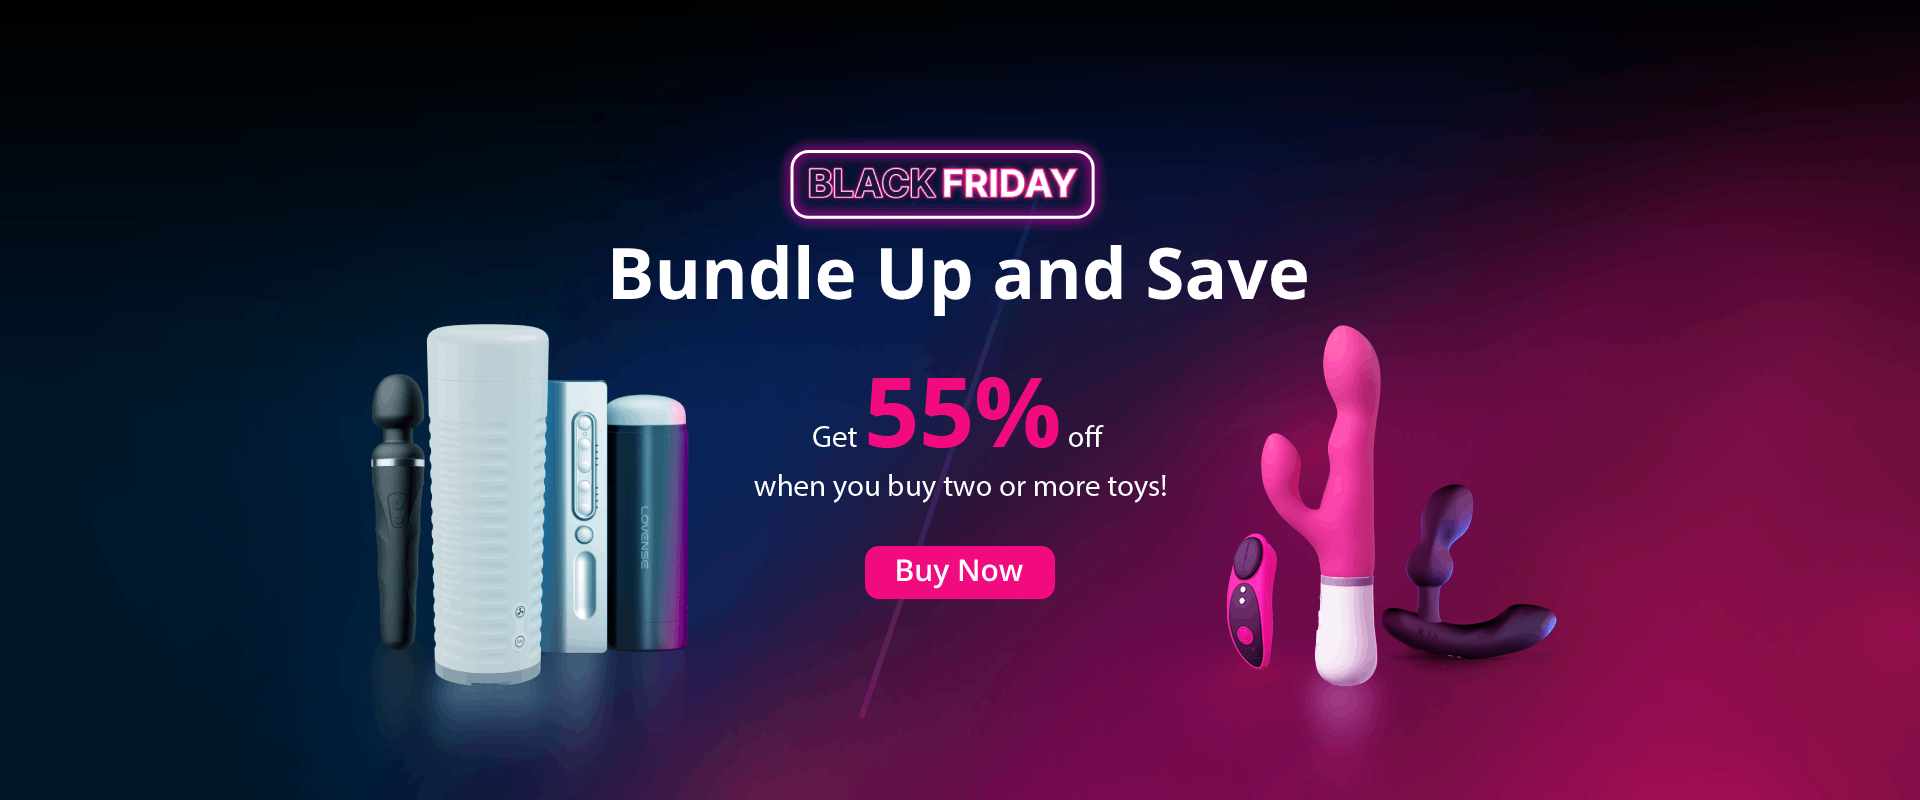 BLACK FRIDAY
Bundle Up and Save
Get 55% off
when you buy two or more toys!
Buy Now
LOVENSE